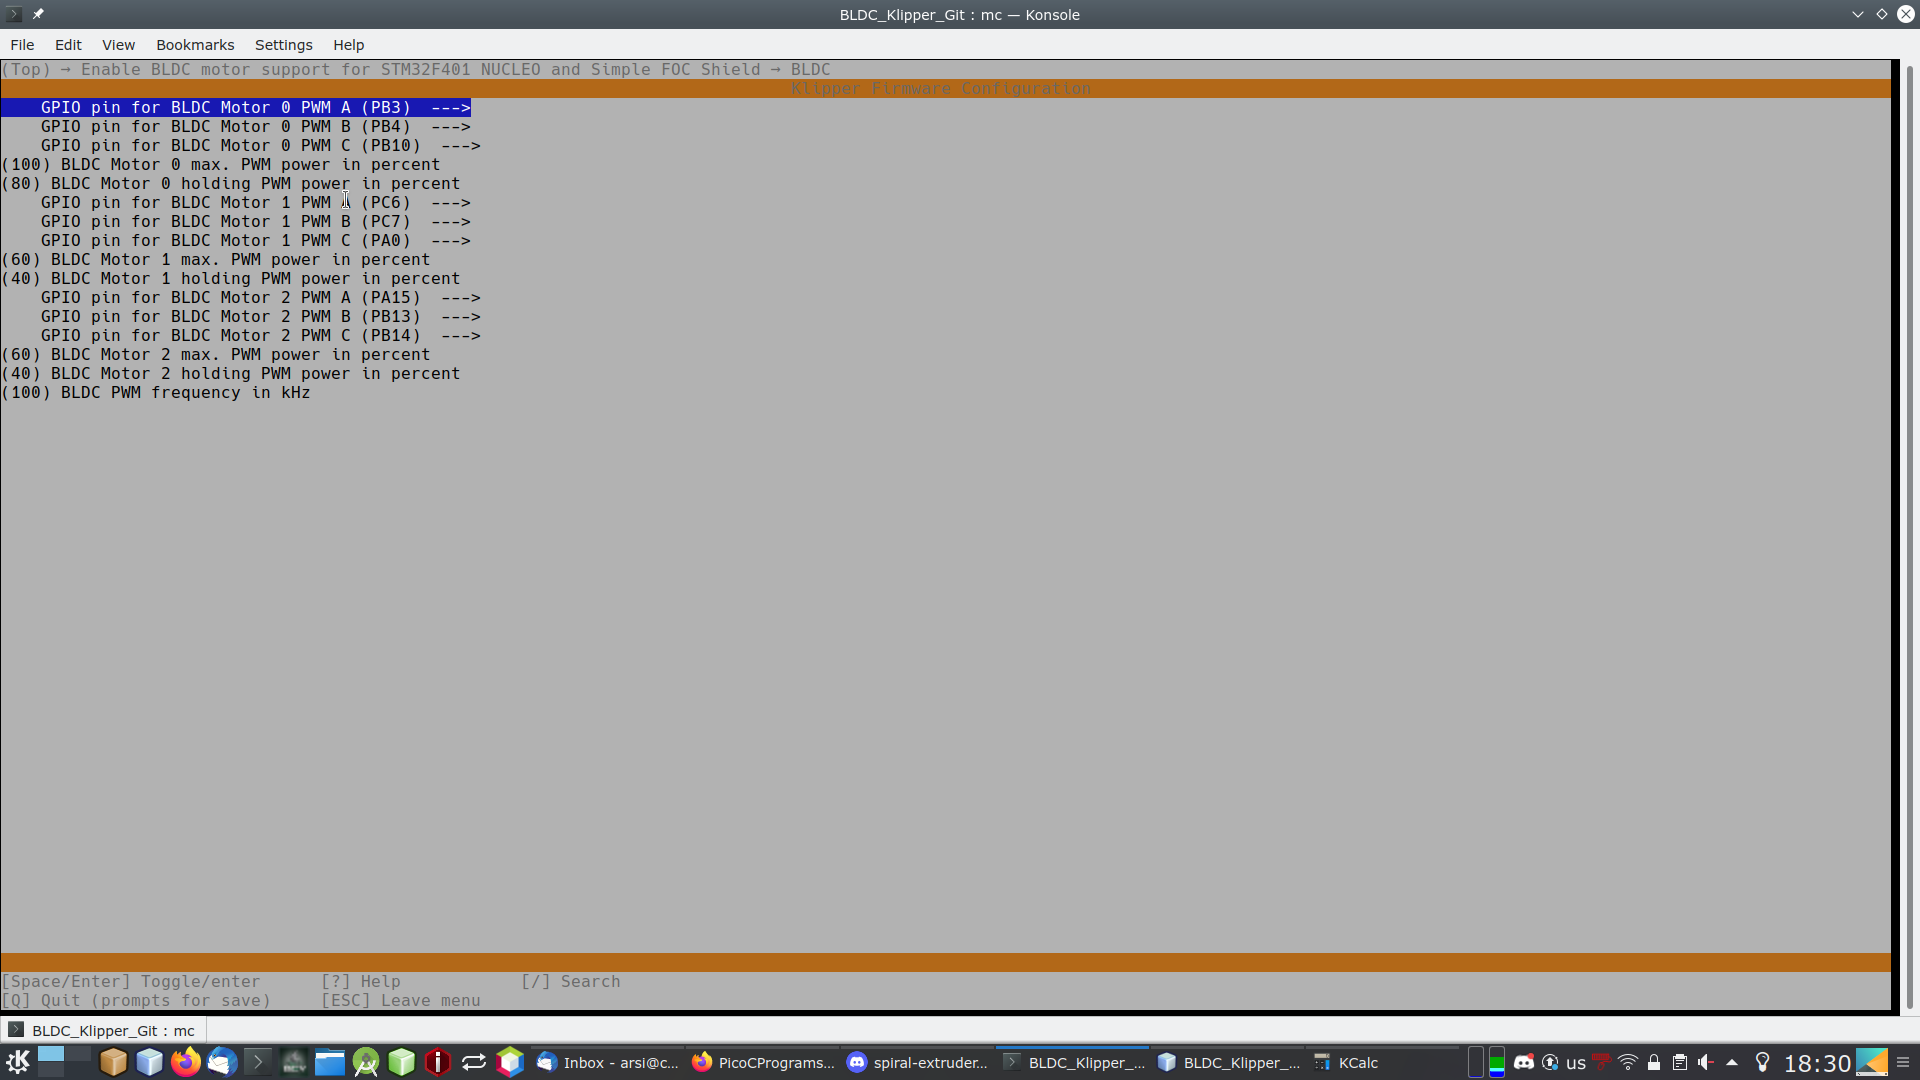 BLDC_Klipper_Git : mc — Konsole
File Edit View Bookmarks Settings Help
(Top) → Enable BLDC motor support for STM32F401 NUCLEO and Simple FOC Shield → BLDC
Klipper Firmware Configuration
GPIO pin for BLDC Motor 0 PWM A (PB3) --->
GPIO pin for BLDC Motor 0 PWM B (PB4) --->
GPIO pin for BLDC Motor 0 PWM C (PB10) --->
(100) BLDC Motor 0 max. PWM power in percent
(80) BLDC Motor 0 holding PWM power in percent
GPIO pin for BLDC Motor 1 PWM A (PC6) --->
GPIO pin for BLDC Motor 1 PWM B (PC7) --->
GPIO pin for BLDC Motor 1 PWM C (PA0) --->
(60) BLDC Motor 1 max. PWM power in percent
(40) BLDC Motor 1 holding PWM power in percent
GPIO pin for BLDC Motor 2 PWM A (PA15) --->
GPIO pin for BLDC Motor 2 PWM B (PB13) --->
GPIO pin for BLDC Motor 2 PWM C (PB14) --->
(60) BLDC Motor 2 max. PWM power in percent
(40) BLDC Motor 2 holding PWM power in percent
(100) BLDC PWM frequency in kHz
[Space/Enter] Toggle/enter [?] Help [/] Search
[Q] Quit (prompts for save) [ESC] Leave menu
BLDC_Klipper_Git : mc
Inbox - arsi@c... PicoCPrograms... spiral-extruder... BLDC_Klipper_... BLDC_Klipper_... KCalc us 18:30